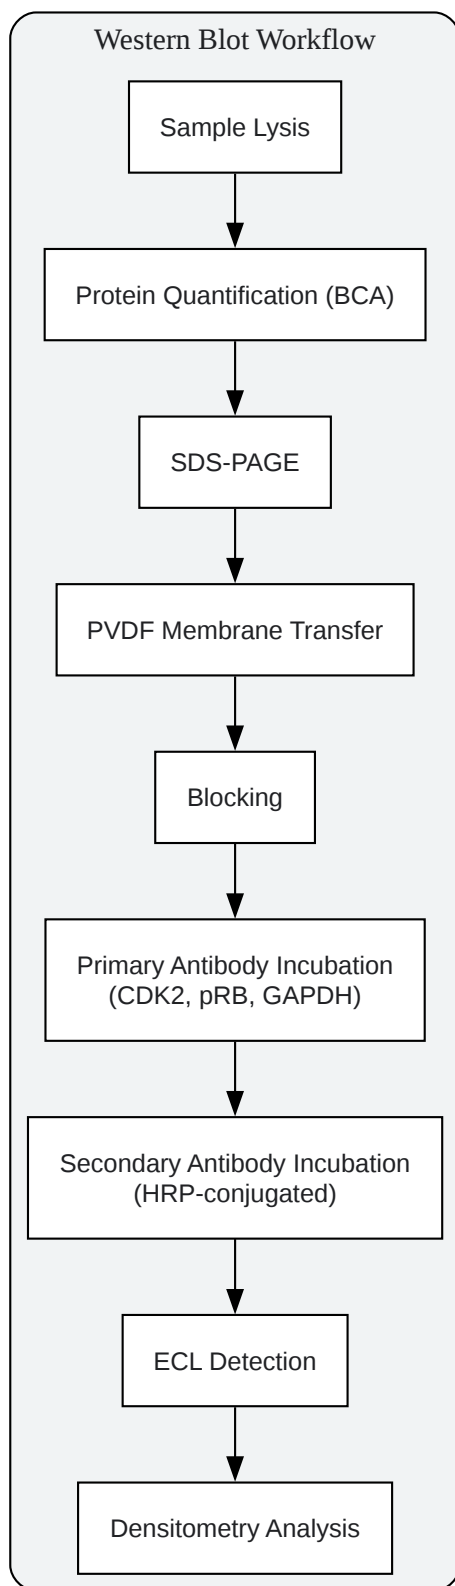 Western Blot Workflow
Sample Lysis
Protein Quantification (BCA)
SDS-PAGE
PVDF Membrane Transfer
Blocking
Primary Antibody Incubation
(CDK2, pRB, GAPDH)
Secondary Antibody Incubation
(HRP-conjugated)
ECL Detection
Densitometry Analysis